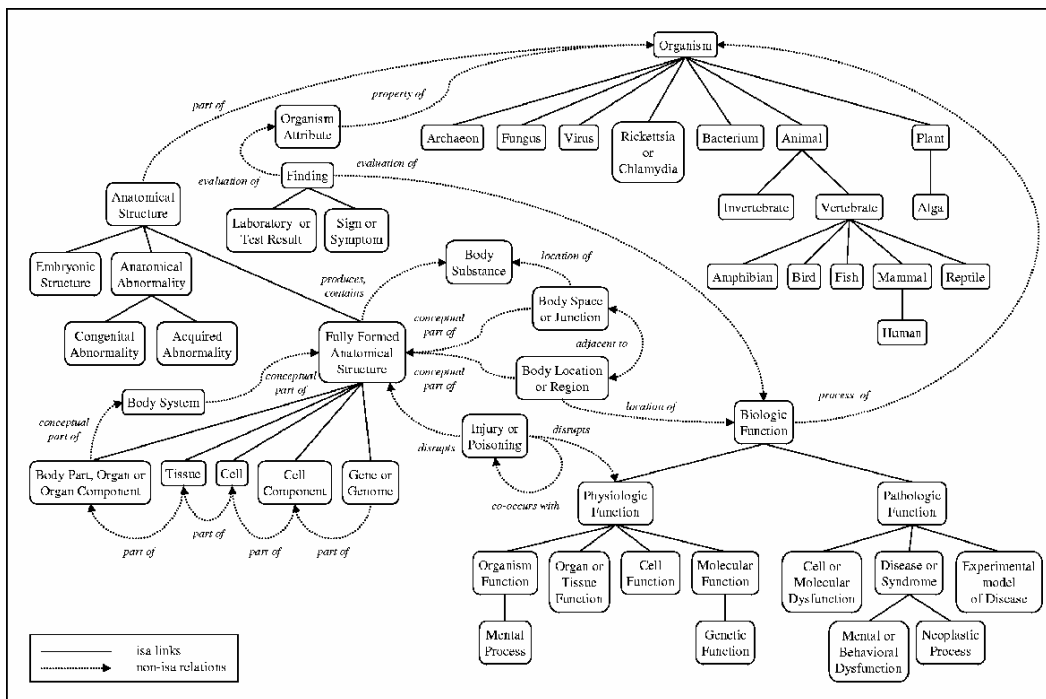 Organism
part of
property of
Organism
Attribute
Archaeon
Fungus
Virus
Rickettsia
or
Chlamydia
Bacterium
Animal
Plant
evaluation of
evaluation of
Finding
Anatomical
Structure
Laboratory or
Test Result
Sign or
Symptom
Invertebrate
Vertebrate
Alga
Embryonic
Structure
Anatomical
Abnormality
Body
Substance
location of
Amphibian
Bird
Fish
Mammal
Reptile
produces,
contains
Body Space
or Junction
Congenital
Abnormality
Acquired
Abnormality
Fully Formed
Anatomical
Structure
conceptual
part of
Human
adjacent to
conceptual
part of
Body Location
or Region
conceptual
part of
Body System
location of
process of
conceptual
part of
Injury or
Poisoning
Biologic
Function
disrupts
disrupts
Body Part, Organ or
Organ Component
Tissue
Cell
Cell
Component
Gene or
Genome
co-occurs with
Physiologic
Function
Pathologic
Function
part of
part of
part of
part of
Organism
Function
Organ or
Tissue
Function
Cell
Function
Molecular
Function
Cell or
Molecular
Dysfunction
Disease or
Syndrome
Experimental
model
of Disease
Mental
Process
Genetic
Function
Mental or
Behavioral
Dysfunction
Neoplastic
Process
isa links
non-isa relations